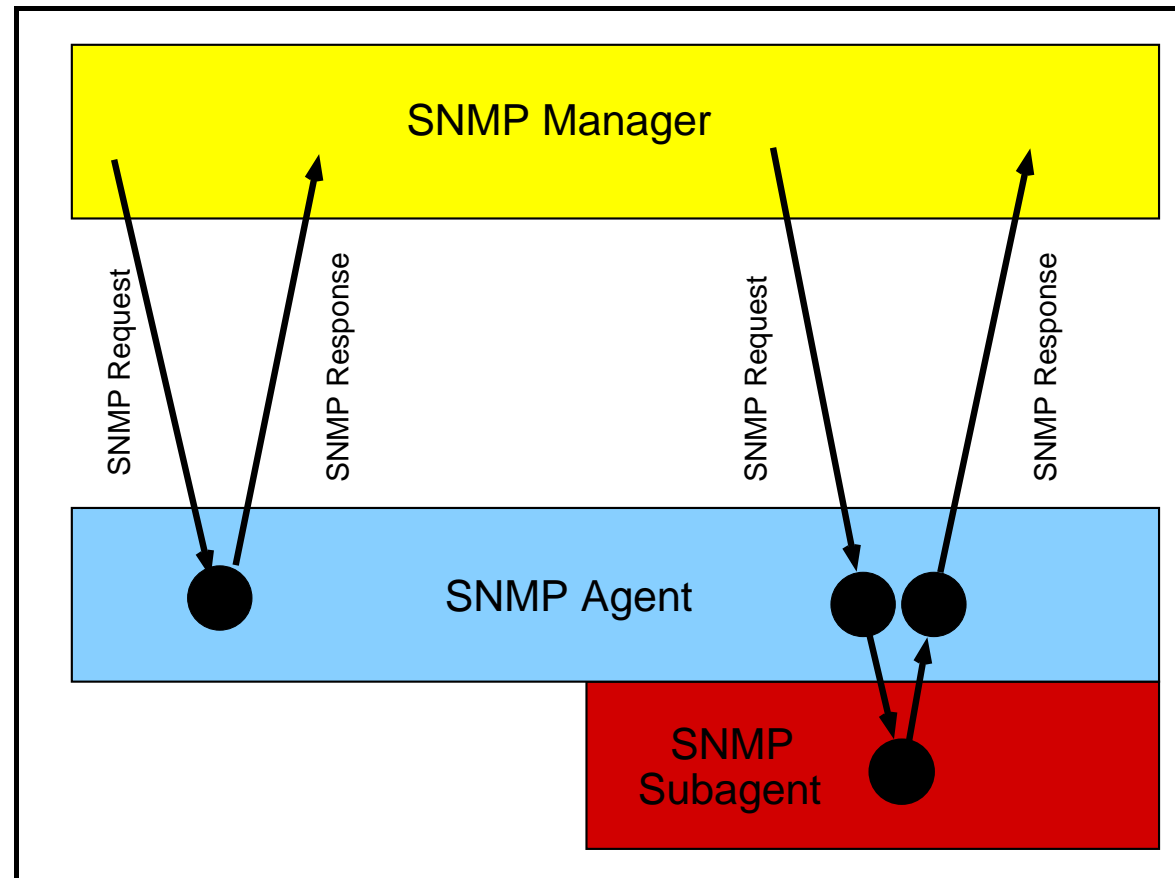 SNMP Manager
SNMP Request
SNMP Response
SNMP Request
SNMP Response
SNMP Agent
SNMP
Subagent